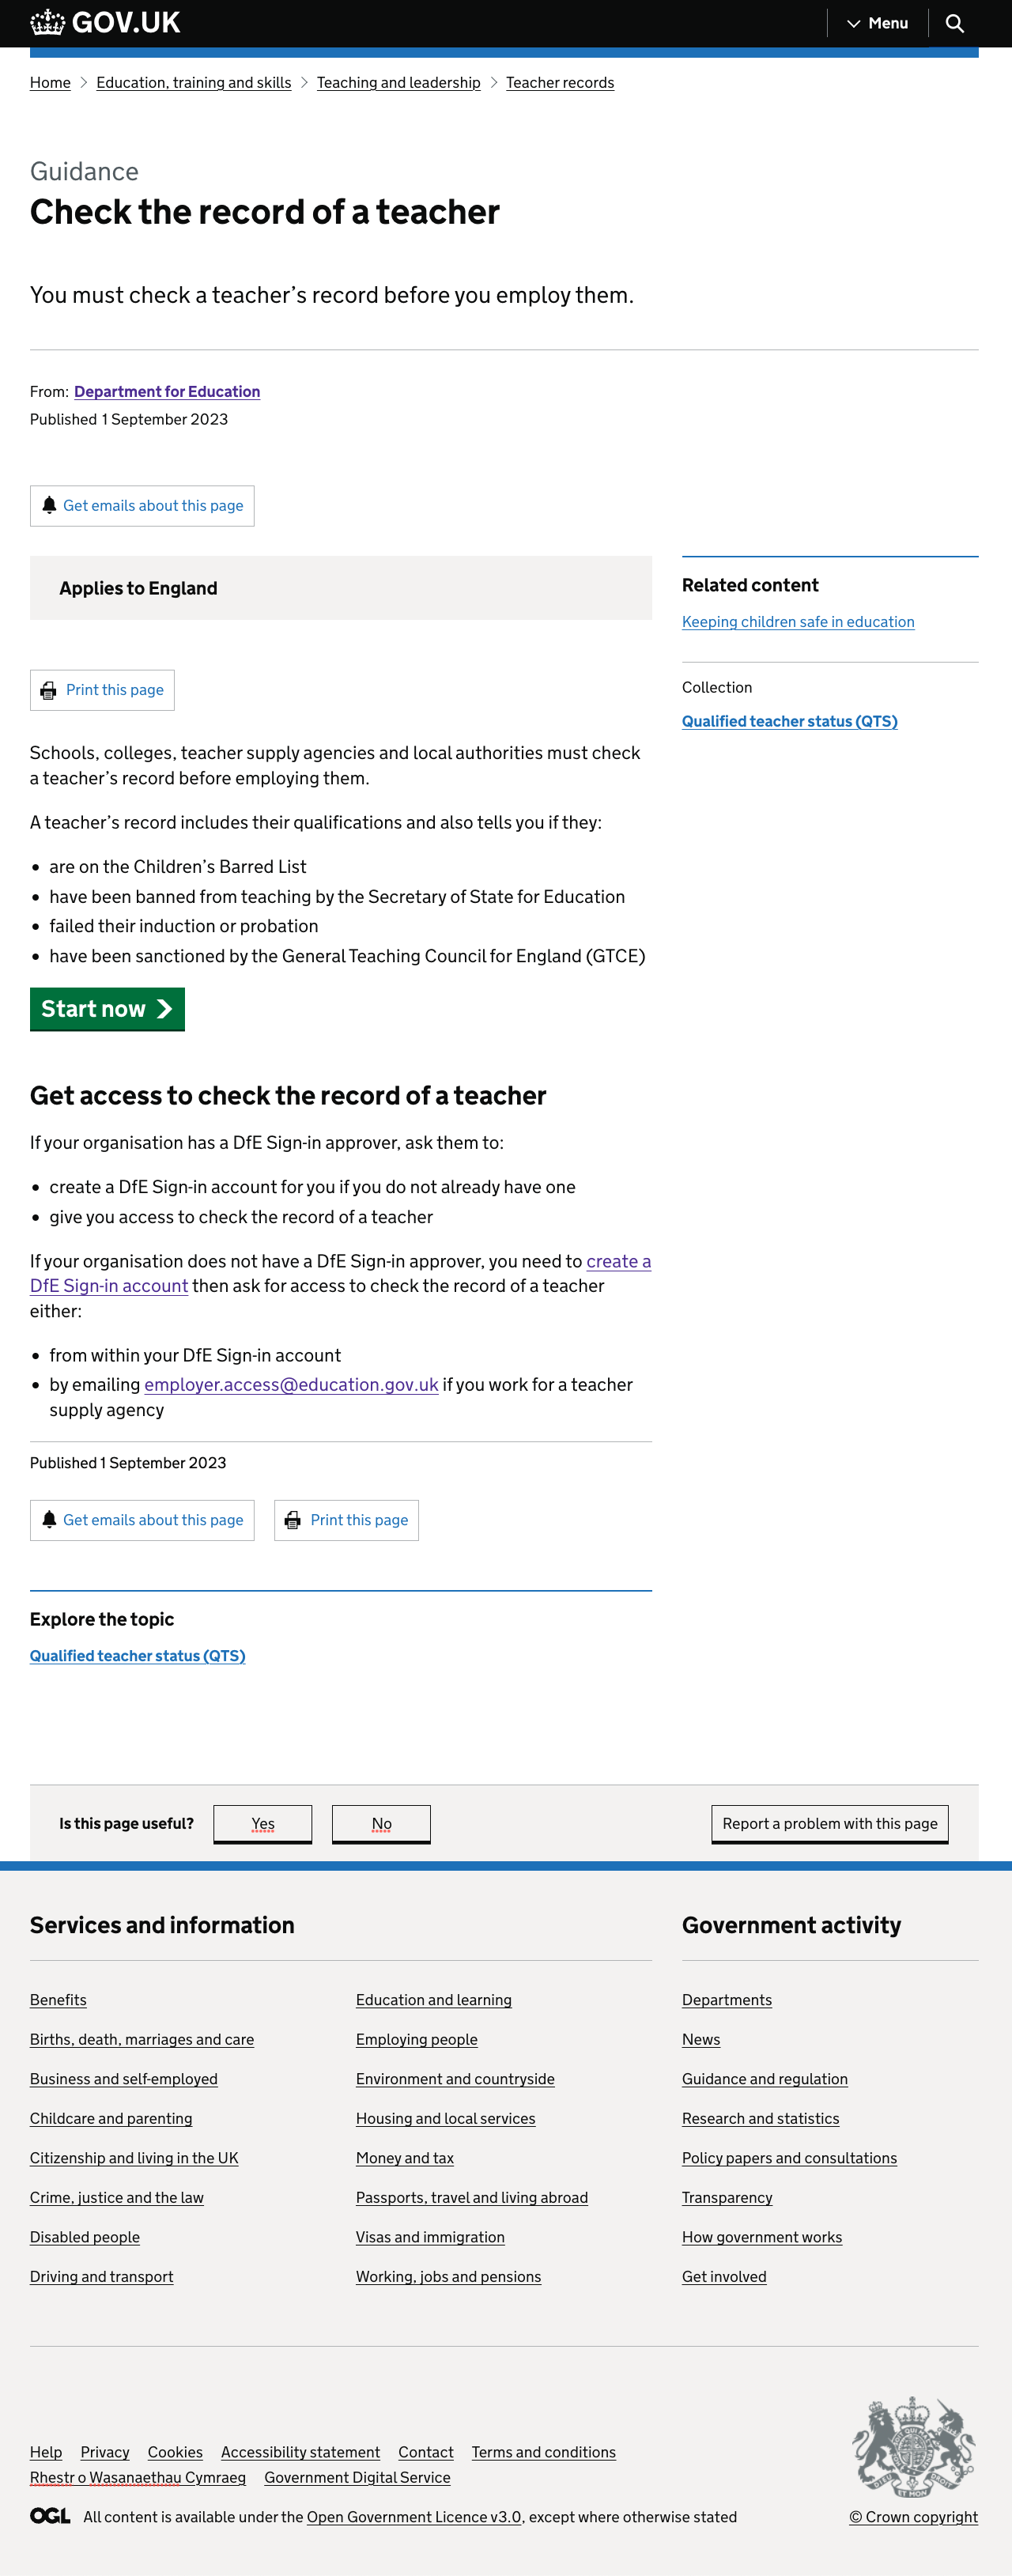 GOV.UK
Menu
Home
Education, training and skills
Teaching and leadership
Teacher records
Guidance
Check the record of a teacher
You must check a teacher’s record before you employ them.
From: Department for Education
Published 1 September 2023
Get emails about this page
Applies to England
Related content
Keeping children safe in education
Collection
Qualified teacher status (QTS)
Print this page
Schools, colleges, teacher supply agencies and local authorities must check
a teacher’s record before employing them.
A teacher’s record includes their qualifications and also tells you if they:
• are on the Children’s Barred List
• have been banned from teaching by the Secretary of State for Education
• failed their induction or probation
• have been sanctioned by the General Teaching Council for England (GTCE)
Start now
Get access to check the record of a teacher
If your organisation has a DfE Sign-in approver, ask them to:
• create a DfE Sign-in account for you if you do not already have one
• give you access to check the record of a teacher
If your organisation does not have a DfE Sign-in approver, you need to create a
DfE Sign-in account then ask for access to check the record of a teacher
either:
• from within your DfE Sign-in account
• by emailing employer.access@education.gov.uk if you work for a teacher
supply agency
Published 1 September 2023
Get emails about this page
Print this page
Explore the topic
Qualified teacher status (QTS)
Is this page useful?
Yes
No
Report a problem with this page
Services and information
Benefits
Births, death, marriages and care
Business and self-employed
Childcare and parenting
Citizenship and living in the UK
Crime, justice and the law
Disabled people
Driving and transport
Education and learning
Employing people
Environment and countryside
Housing and local services
Money and tax
Passports, travel and living abroad
Visas and immigration
Working, jobs and pensions
Government activity
Departments
News
Guidance and regulation
Research and statistics
Policy papers and consultations
Transparency
How government works
Get involved
Help
Privacy
Cookies
Accessibility statement
Contact
Terms and conditions
Rhestr o Wasanaethau Cymraeg
Government Digital Service
OGL
All content is available under the Open Government Licence v3.0, except where otherwise stated
© Crown copyright